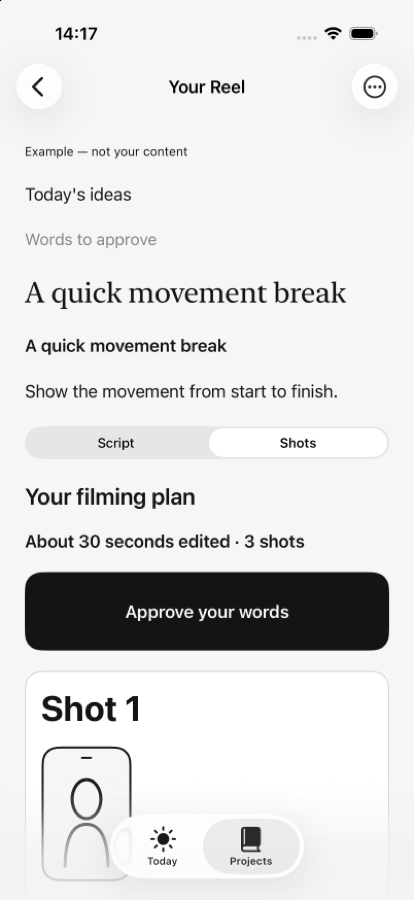 14:17
Your Reel
Example — not your content
Today's ideas
Words to approve
A quick movement break
A quick movement break
Show the movement from start to finish.
Script
Shots
Your filming plan
About 30 seconds edited · 3 shots
Approve your words
Shot 1
Today
Projects